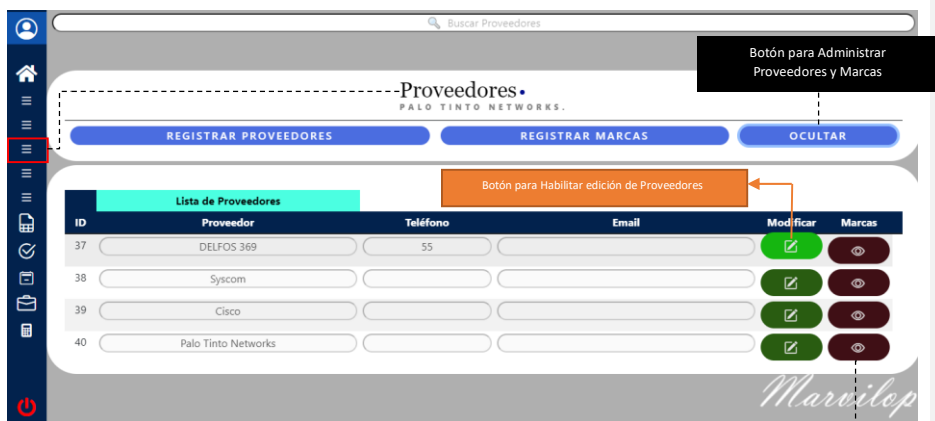 Buscar Proveedores
Botón para Administrar
Proveedores y Marcas
Proveedores
PALO TINTO NETWORKS.
REGISTRAR PROVEEDORES REGISTRAR MARCAS OCULTAR
Botón para Habilitar edición de Proveedores
Lista de Proveedores
ID Proveedor Teléfono Email Modificar Marcas
37 DELFOS 369 55
38 Syscom
39 Cisco
40 Palo Tinto Networks
Marvilop